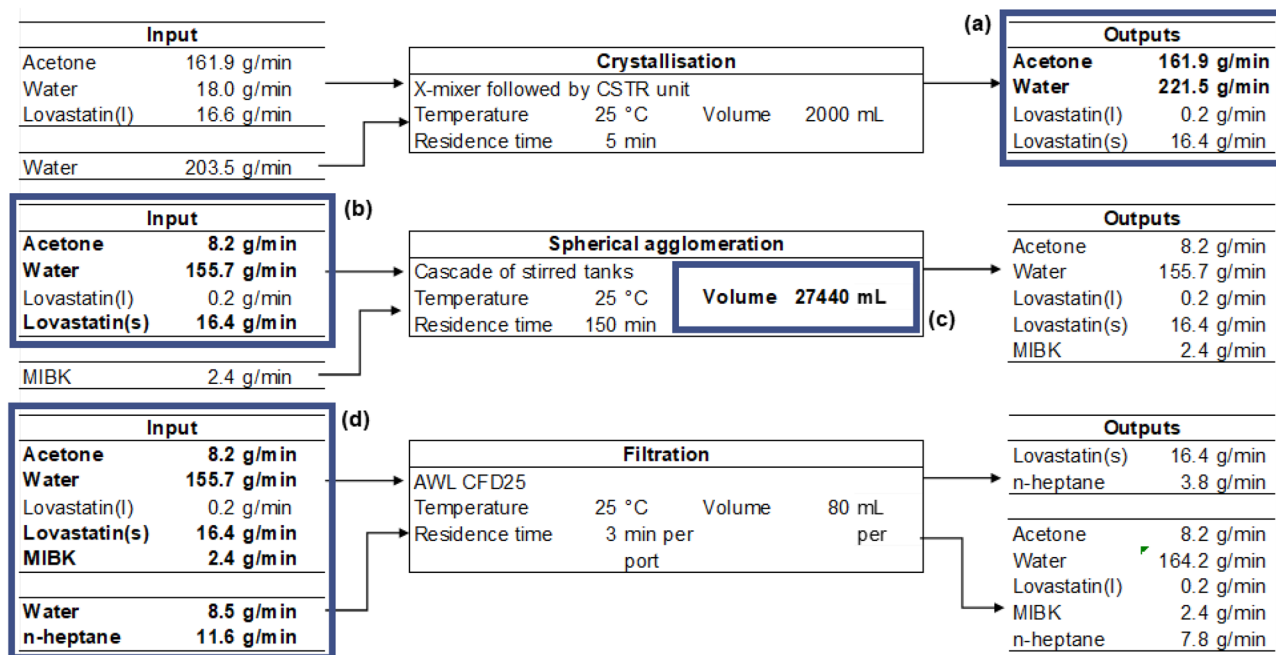 (a)
Input
Acetone 161.9 g/min
Water 18.0 g/min
Lovastatin(l) 16.6 g/min
Water 203.5 g/min
Crystallisation
X-mixer followed by CSTR unit
Temperature 25 °C Volume 2000 mL
Residence time 5 min
Outputs
Acetone 161.9 g/min
Water 221.5 g/min
Lovastatin(l) 0.2 g/min
Lovastatin(s) 16.4 g/min
(b)
Input
Acetone 8.2 g/min
Water 155.7 g/min
Lovastatin(l) 0.2 g/min
Lovastatin(s) 16.4 g/min
MIBK 2.4 g/min
Spherical agglomeration
Cascade of stirred tanks
Temperature 25 °C Volume 27440 mL
Residence time 150 min
(c)
Outputs
Acetone 8.2 g/min
Water 155.7 g/min
Lovastatin(l) 0.2 g/min
Lovastatin(s) 16.4 g/min
MIBK 2.4 g/min
(d)
Input
Acetone 8.2 g/min
Water 155.7 g/min
Lovastatin(l) 0.2 g/min
Lovastatin(s) 16.4 g/min
MIBK 2.4 g/min
Water 8.5 g/min
n-heptane 11.6 g/min
Filtration
AWL CFD25
Temperature 25 °C Volume 80 mL
Residence time 3 min per per
port
Outputs
Lovastatin(s) 16.4 g/min
n-heptane 3.8 g/min
Acetone 8.2 g/min
Water 164.2 g/min
Lovastatin(l) 0.2 g/min
MIBK 2.4 g/min
n-heptane 7.8 g/min